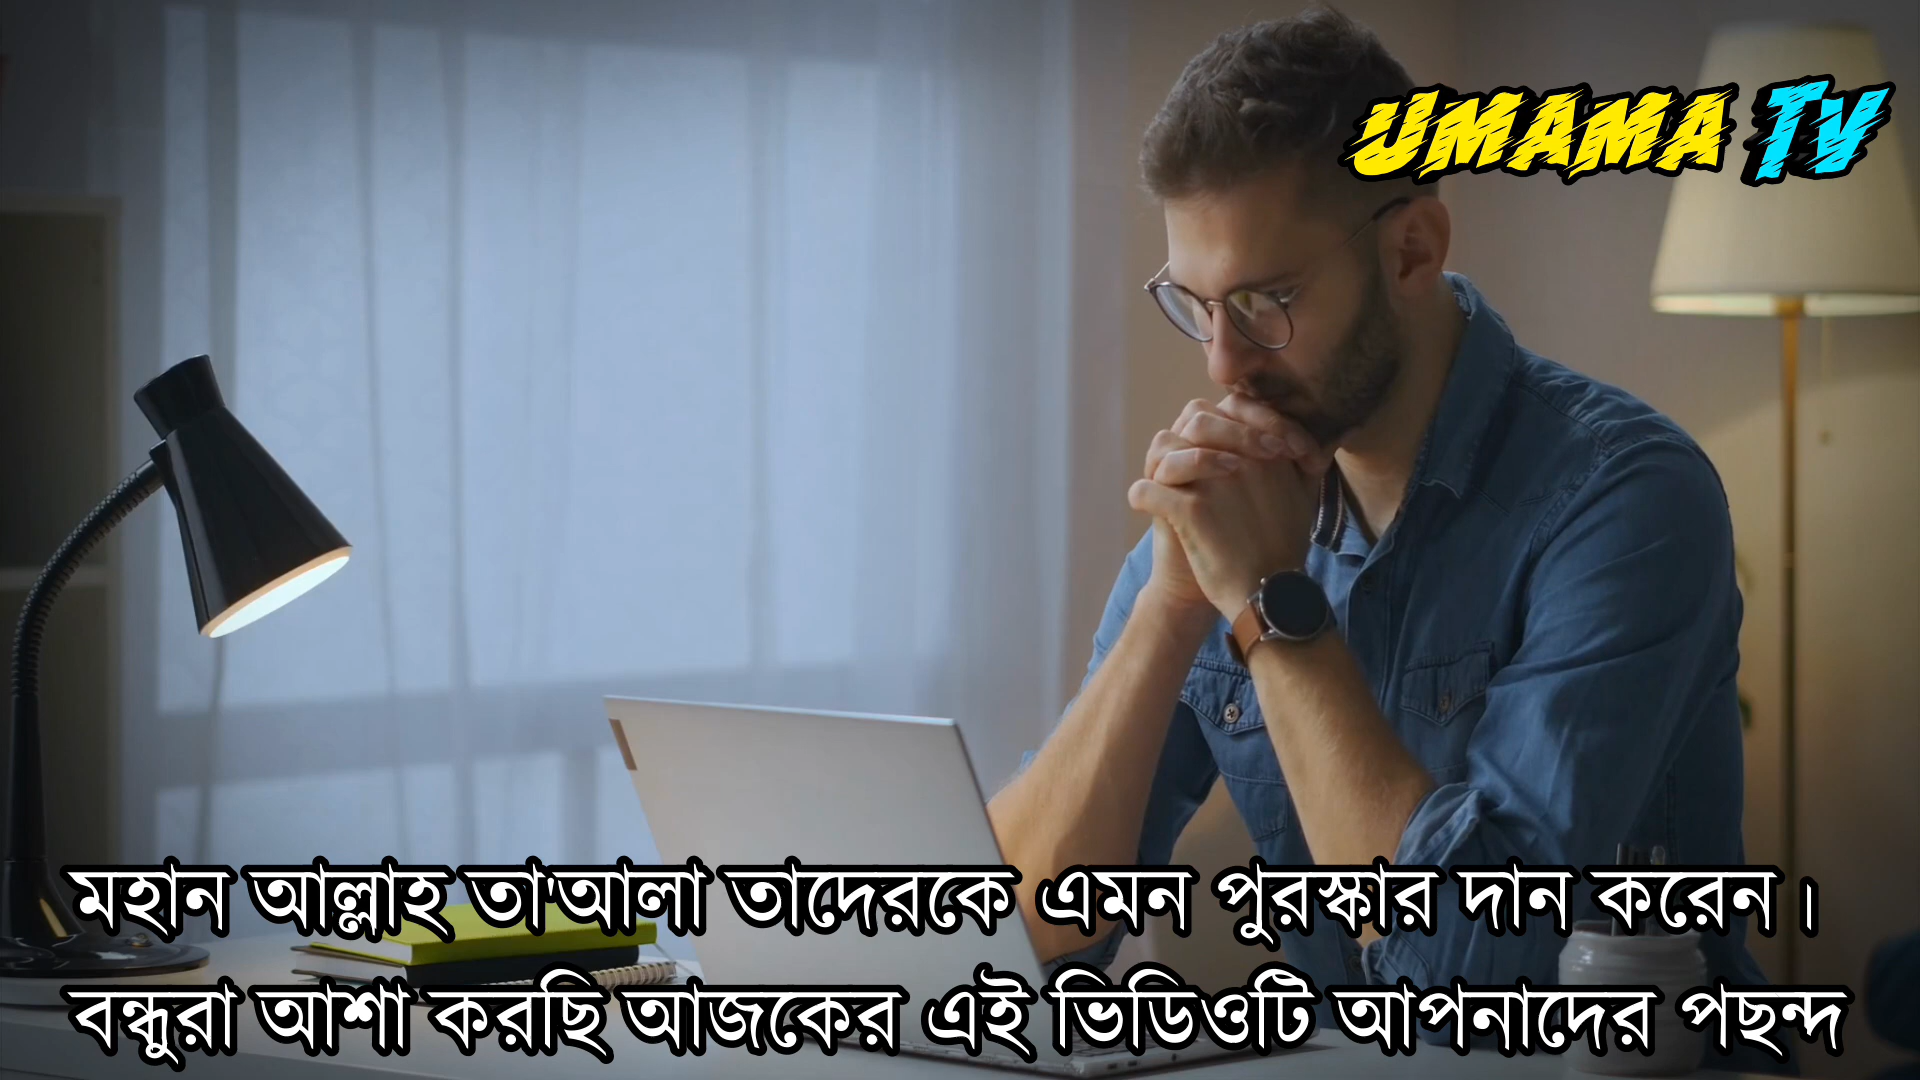 UMAMA TV
মহান আল্লাহ তা'আলা তাদেরকে এমন পুরস্কার দান করেন।
বন্ধুরা আশা করছি আজকের এই ভিডিওটি আপনাদের পছন্দ